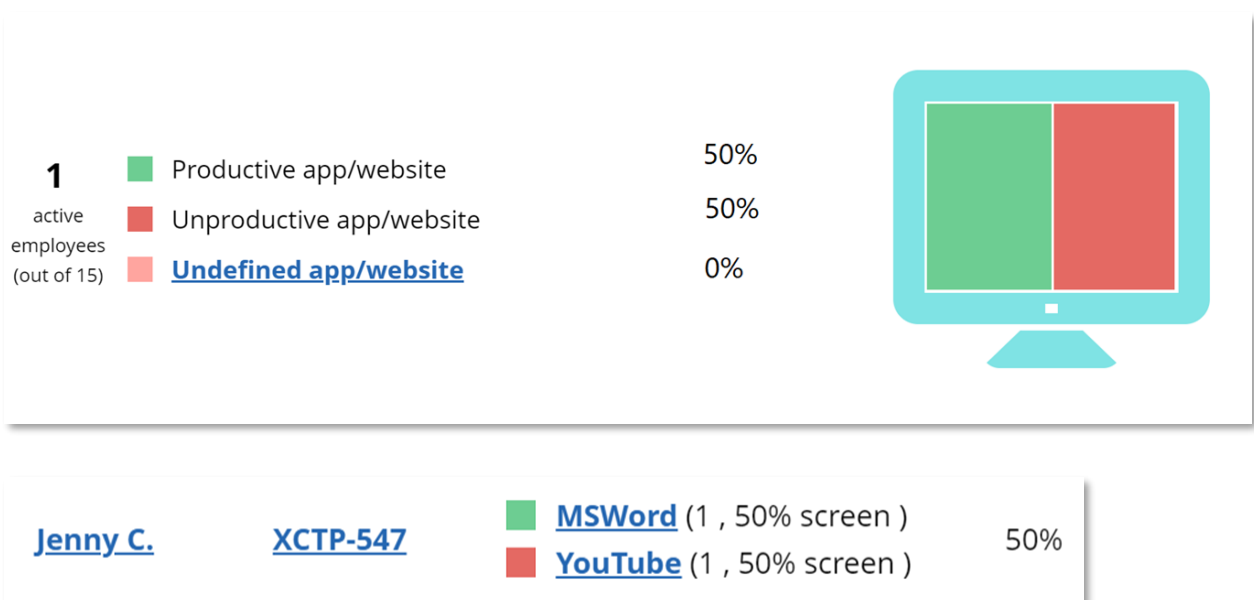 1
active
employees
(out of 15)
Productive app/website 50%
Unproductive app/website 50%
Undefined app/website 0%
Jenny C. XCTP-547 MSWord (1 , 50% screen ) 50%
YouTube (1 , 50% screen )